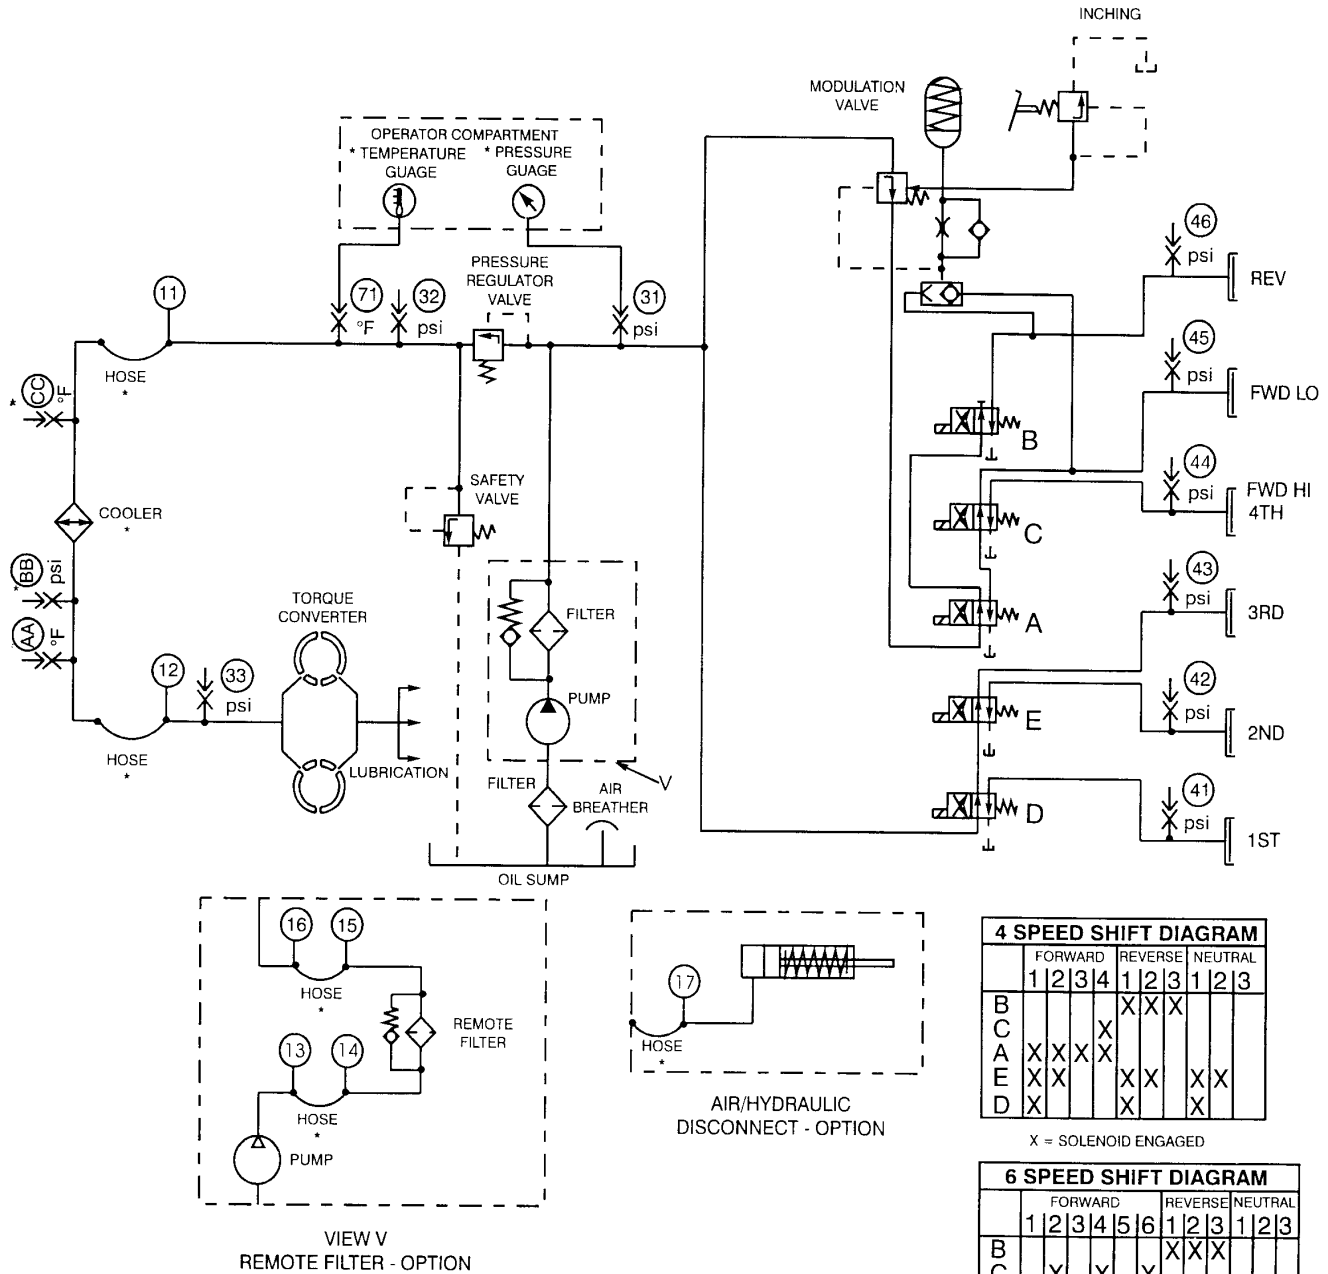 INCHING
MODULATION
VALVE
OPERATOR COMPARTMENT
* TEMPERATURE * PRESSURE
GUAGE GUAGE
PRESSURE
REGULATOR
VALVE
11
71
°F
32
psi
31
psi
HOSE
*
* CC °F
COOLER
*
SAFETY
VALVE
* BB psi
AA °F
TORQUE
CONVERTER
12
33
psi
HOSE
*
LUBRICATION
FILTER
PUMP
V
FILTER
AIR
BREATHER
OIL SUMP
46
psi
REV
45
psi
FWD LO
B
44
psi
FWD HI
4TH
C
43
psi
3RD
A
42
psi
2ND
E
41
psi
1ST
D
16 15
HOSE
*
REMOTE
FILTER
13 14
HOSE
*
PUMP
VIEW V
REMOTE FILTER - OPTION
17
HOSE
*
AIR/HYDRAULIC
DISCONNECT - OPTION
4 SPEED SHIFT DIAGRAM
FORWARD REVERSE NEUTRAL
1 2 3 4 1 2 3 1 2 3
B X X X
C X
A X X X X
E X X X X X X
D X X X
X = SOLENOID ENGAGED
6 SPEED SHIFT DIAGRAM
FORWARD REVERSE NEUTRAL
1 2 3 4 5 6 1 2 3 1 2 3
B X X X
C X X X